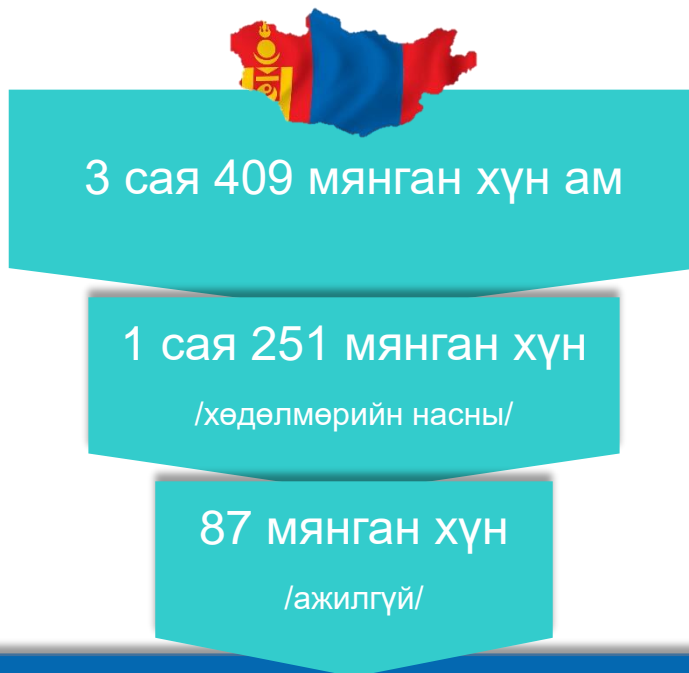 3 сая 409 мянган хүн ам
1 сая 251 мянган хүн
/хөдөлмөрийн насны/
87 мянган хүн
/ажилгүй/